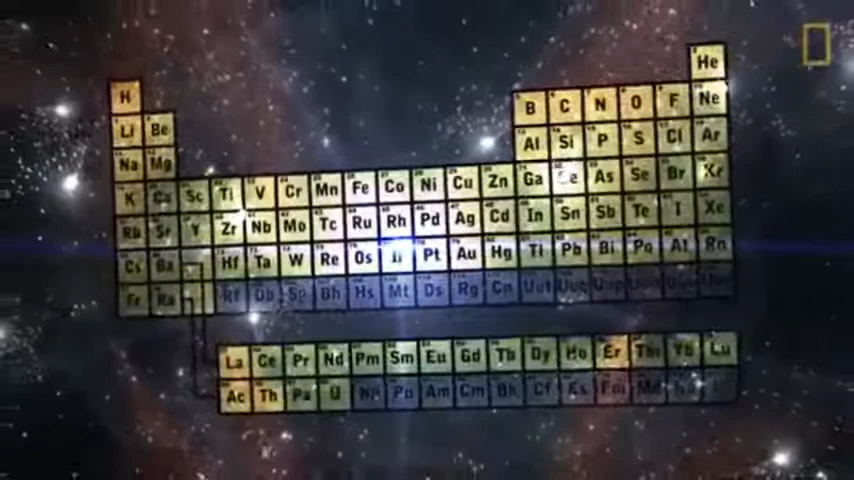 He
H B C N O F Ne
Li Be Al Si P S Cl Ar
Na Mg Ga Ge As Se Br Kr
K Ca Sc Ti V Cr Mn Fe Co Ni Cu Zn In Sn Sb Te I Xe
Rb Sr Y Zr Nb Mo Tc Ru Rh Pd Ag Cd Tl Pb Bi Po At Rn
Cs Ba Hf Ta W Re Os Ir Pt Au Hg
Fr Ra Rf Db Sg Bh Hs Mt Ds Rg Cn Uut Uuq Uup
La Ce Pr Nd Pm Sm Eu Gd Tb Dy Ho Er Tm Yb Lu
Ac Th Pa U Np Pu Am Cm Bk Cf Es Fm Md No